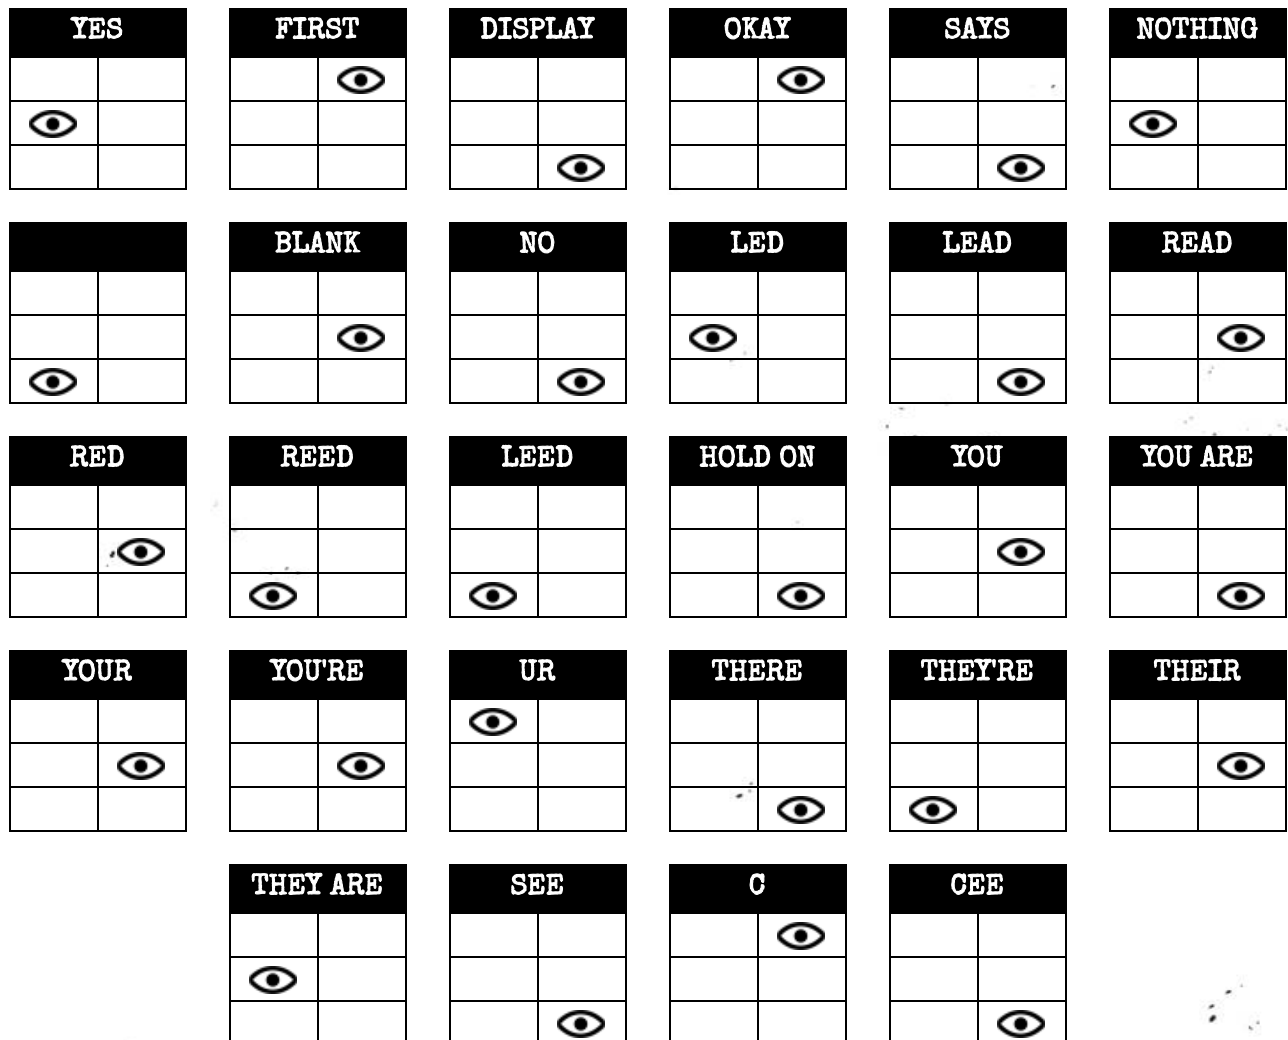 YES FIRST DISPLAY OKAY SAYS NOTHING
BLANK NO LED LEAD READ
RED REED LEED HOLD ON YOU YOU ARE
YOUR YOU'RE UR THERE THEY'RE THEIR
THEY ARE SEE C CEE